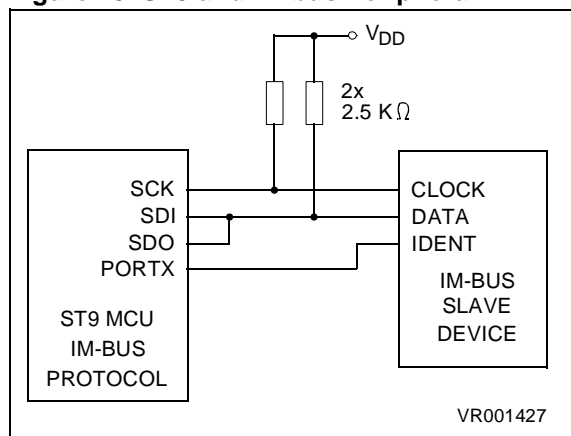 VDD
2x
2.5 KΩ
SCK
SDI
SDO
PORTX
ST9 MCU
IM-BUS
PROTOCOL
CLOCK
DATA
IDENT
IM-BUS
SLAVE
DEVICE
VR001427